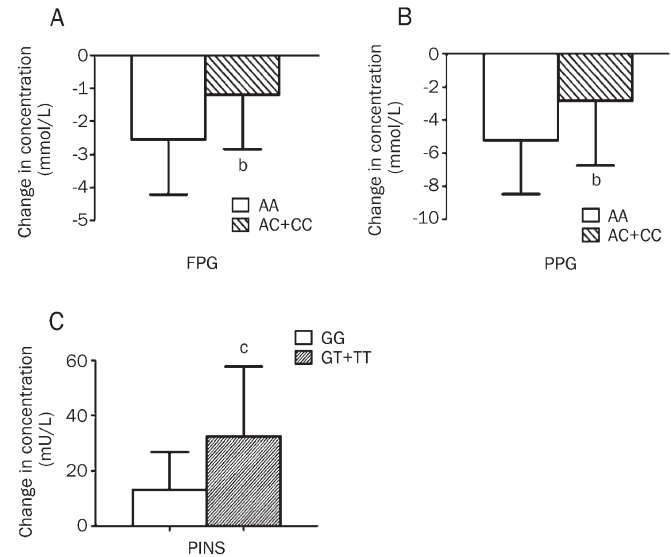 A
Change in concentration
(mmol/L)
0
-1
-2
-3
-4
-5
b
AA
AC+CC
FPG
B
Change in concentration
(mmol/L)
0
-2
-4
-6
-8
-10
b
AA
AC+CC
PPG
C
Change in concentration
(mU/L)
60
40
20
0
c
GG
GT+TT
PINS